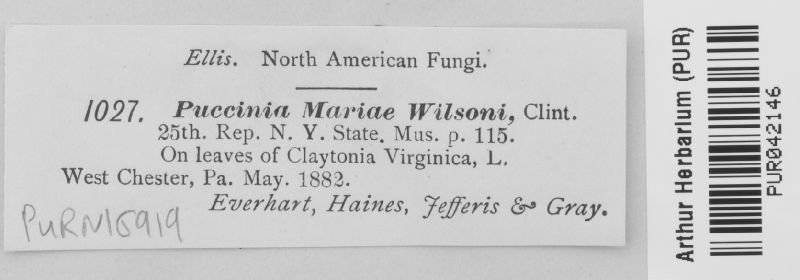 Ellis. North American Fungi.
1027. Puccinia Mariae Wilsoni, Clint.
25th. Rep. N. Y. State. Mus. p. 115.
On leaves of Claytonia Virginica, L.
West Chester, Pa. May. 1882.
Everhart, Haines, Jefferis & Gray.
PURN15919
Arthur Herbarium (PUR)
PUR042146